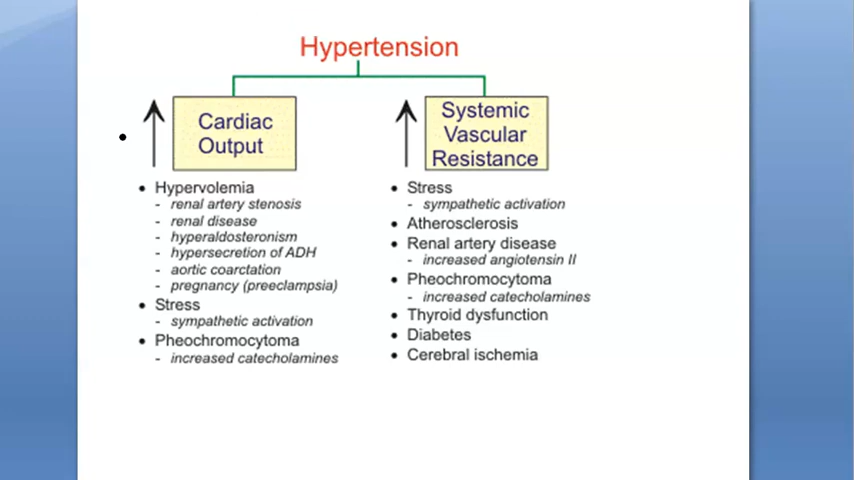 Hypertension
Cardiac
Output
• Hypervolemia
- renal artery stenosis
- renal disease
- hyperaldosteronism
- hypersecretion of ADH
- aortic coarctation
- pregnancy (preeclampsia)
• Stress
- sympathetic activation
• Pheochromocytoma
- increased catecholamines
Systemic
Vascular
Resistance
• Stress
- sympathetic activation
• Atherosclerosis
• Renal artery disease
- increased angiotensin II
• Pheochromocytoma
- increased catecholamines
• Thyroid dysfunction
• Diabetes
• Cerebral ischemia